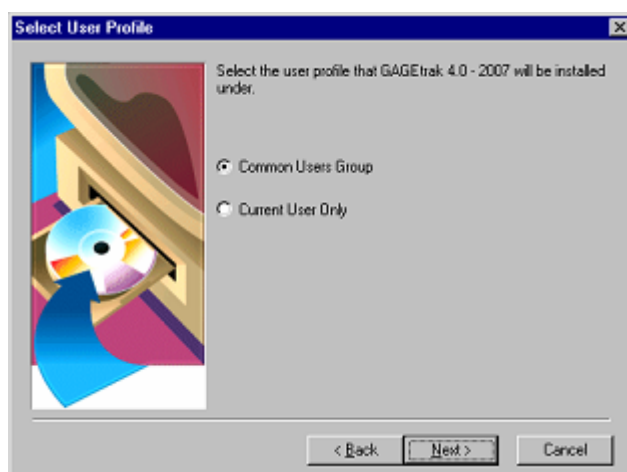 Select User Profile
Select the user profile that GAGEtrak 4.0 - 2007 will be installed
under.
Common Users Group
Current User Only
< Back
Next >
Cancel